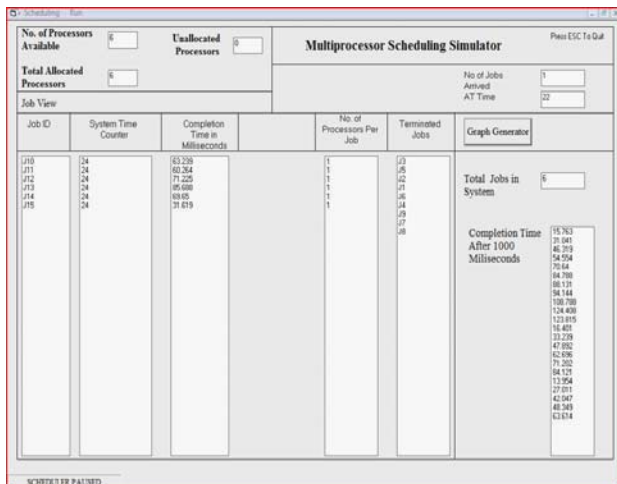 Scheduling - Run
No. of Processors Available
6
Unallocated Processors
0
Multiprocessor Scheduling Simulator
Press ESC To Quit
Total Allocated Processors
6
No of Jobs Arrived
1
AT Time
22
Job View
Job ID
System Time Counter
Completion Time in Milliseconds
No. of Processors Per Job
Terminated Jobs
Graph Generator
J10
J11
J12
J13
J14
J15
24
24
24
24
24
24
63.239
60.264
71.225
85.688
69.65
31.619
1
1
1
1
1
1
J3
J5
J2
J1
J6
J4
J9
J7
J8
Total Jobs in System
6
Completion Time After 1000 Miliseconds
15.763
31.041
46.319
54.554
70.64
84.788
88.131
94.144
108.788
124.408
123.815
16.401
33.239
47.892
62.696
71.202
84.121
13.954
27.011
42.047
48.349
63.614
SCHEDULER PAUSED